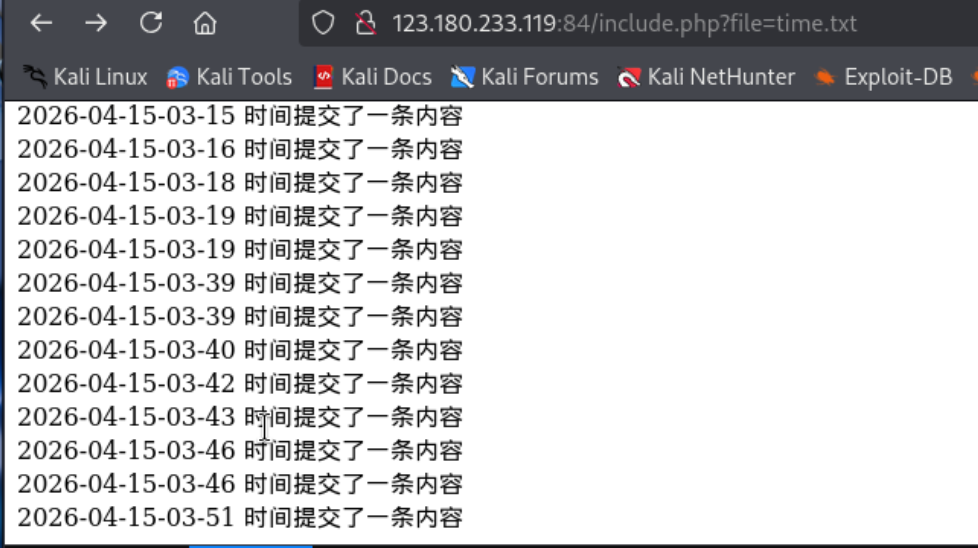 123.180.233.119:84/include.php?file=time.txt
Kali Linux Kali Tools Kali Docs Kali Forums Kali NetHunter Exploit-DB
2026-04-15-03-15 时间提交了一条内容
2026-04-15-03-16 时间提交了一条内容
2026-04-15-03-18 时间提交了一条内容
2026-04-15-03-19 时间提交了一条内容
2026-04-15-03-19 时间提交了一条内容
2026-04-15-03-39 时间提交了一条内容
2026-04-15-03-39 时间提交了一条内容
2026-04-15-03-40 时间提交了一条内容
2026-04-15-03-42 时间提交了一条内容
2026-04-15-03-43 时间提交了一条内容
2026-04-15-03-46 时间提交了一条内容
2026-04-15-03-46 时间提交了一条内容
2026-04-15-03-51 时间提交了一条内容